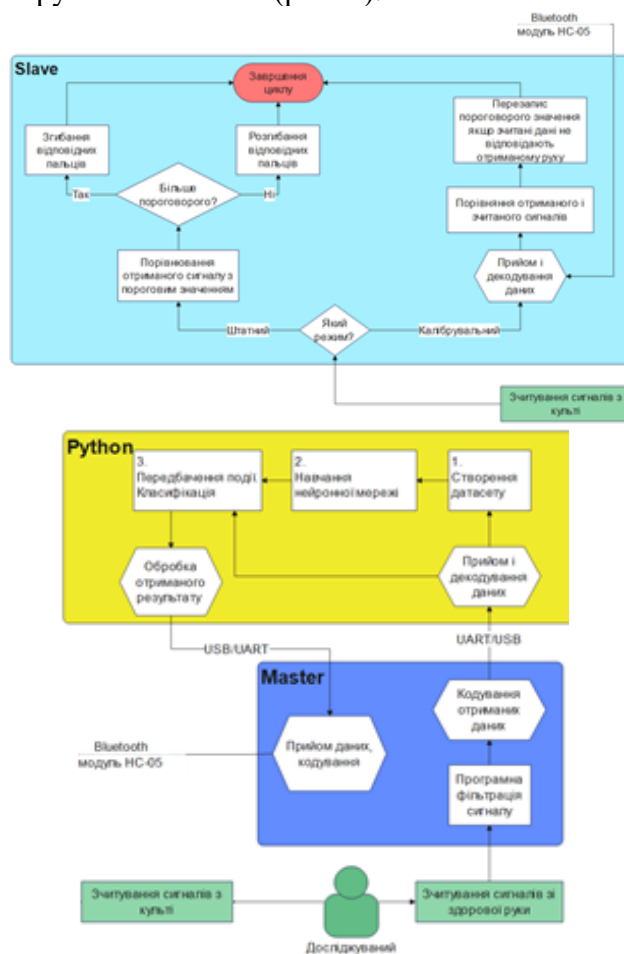 Bluetooth
модуль HC-05
Slave
Завершення
циклу
Згибання
відповідних
пальців
Розгибання
відповідних
пальців
Перезапис
порогоророго значення
якщо зчитані дані не
відповідають
отриманому руху
Більше
порогоророго?
Так
Ні
Порівняння отриманого і
зчитаного сигналів
Порівнювання
отриманого сигналу з
пороговим значенням
Прийом і
декодування
даних
Штатний
Який
режим?
Калібрувальний
Зчитування сигналів з
культі
Python
3.
Передбачення події.
Класифікація
2.
Навчання
нейронної мережі
1.
Створення
датасету
Обробка
отриманого
результату
Прийом і
декодування
даних
USB/UART
UART/USB
Master
Кодування
отриманих
даних
Bluetooth
модуль HC-05
Прийом даних,
кодування
Програмна
фільтрація
сигналу
Зчитування сигналів з
культі
Зчитування сигналів зі
здорової руки
Досліджуваний